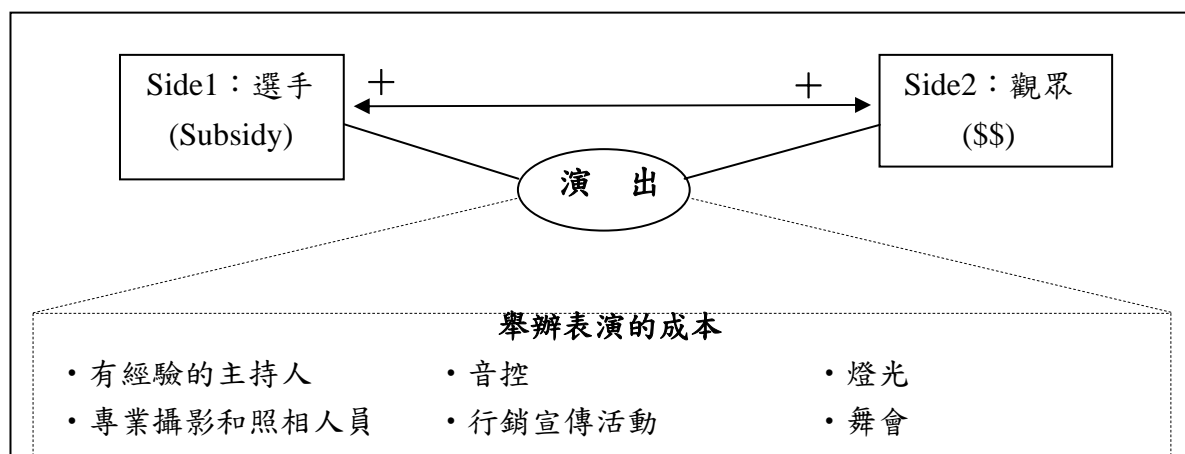 Side1：選手
(Subsidy)
＋
＋
Side2：觀眾
($$)
演　出
舉辦表演的成本
・有經驗的主持人
・音控
・燈光
・專業攝影和照相人員
・行銷宣傳活動
・舞會